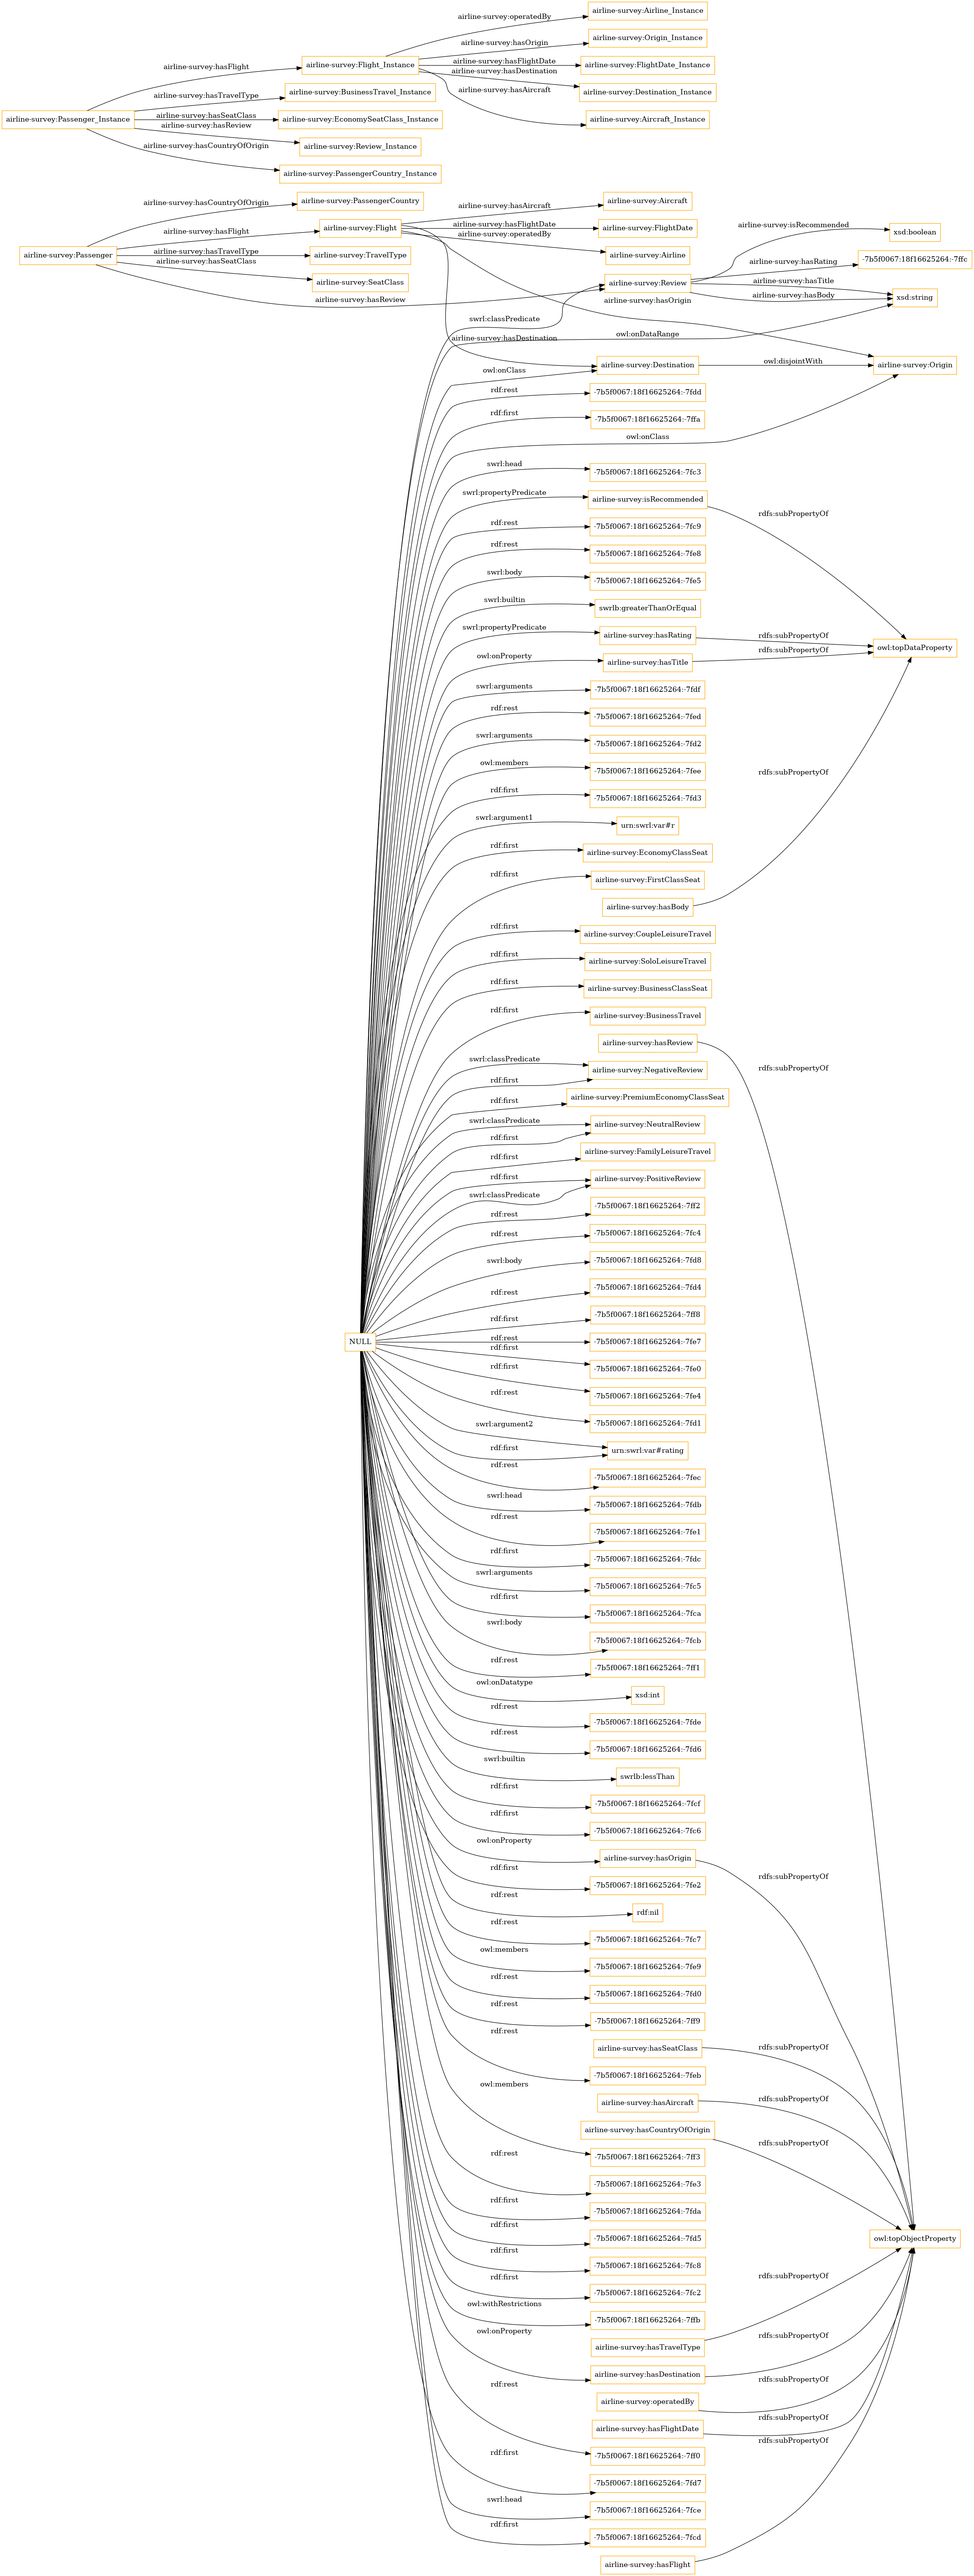 airline-survey:Airline_Instance
airline-survey:operatedBy
airline-survey:Origin_Instance
airline-survey:hasOrigin
airline-survey:Flight_Instance
airline-survey:hasFlightDate
airline-survey:FlightDate_Instance
airline-survey:hasFlight
airline-survey:hasDestination
airline-survey:Destination_Instance
airline-survey:hasAircraft
airline-survey:hasTravelType
airline-survey:BusinessTravel_Instance
airline-survey:Passenger_Instance
airline-survey:hasSeatClass
airline-survey:EconomySeatClass_Instance
airline-survey:Aircraft_Instance
airline-survey:hasReview
airline-survey:Review_Instance
airline-survey:hasCountryOfOrigin
airline-survey:PassengerCountry_Instance
airline-survey:hasCountryOfOrigin
airline-survey:PassengerCountry
airline-survey:hasAircraft
airline-survey:Aircraft
airline-survey:hasFlight
airline-survey:Flight
airline-survey:hasFlightDate
airline-survey:FlightDate
airline-survey:operatedBy
airline-survey:isRecommended
xsd:boolean
airline-survey:Passenger
airline-survey:hasTravelType
airline-survey:TravelType
airline-survey:Airline
airline-survey:hasSeatClass
airline-survey:hasRating
-7b5f0067:18f16625264:-7ffc
airline-survey:SeatClass
airline-survey:Review
airline-survey:hasTitle
airline-survey:hasReview
airline-survey:hasOrigin
airline-survey:hasBody
xsd:string
swrl:classPredicate
airline-survey:hasDestination
owl:onDataRange
owl:onClass
airline-survey:Destination
owl:disjointWith
airline-survey:Origin
rdf:rest
-7b5f0067:18f16625264:-7fdd
rdf:first
-7b5f0067:18f16625264:-7ffa
owl:onClass
swrl:head
-7b5f0067:18f16625264:-7fc3
swrl:propertyPredicate
airline-survey:isRecommended
rdfs:subPropertyOf
rdf:rest
-7b5f0067:18f16625264:-7fc9
rdf:rest
-7b5f0067:18f16625264:-7fe8
swrl:body
-7b5f0067:18f16625264:-7fe5
swrl:builtin
swrlb:greaterThanOrEqual
swrl:propertyPredicate
airline-survey:hasRating
rdfs:subPropertyOf
owl:topDataProperty
owl:onProperty
airline-survey:hasTitle
rdfs:subPropertyOf
swrl:arguments
-7b5f0067:18f16625264:-7fdf
rdf:rest
-7b5f0067:18f16625264:-7fed
swrl:arguments
-7b5f0067:18f16625264:-7fd2
owl:members
-7b5f0067:18f16625264:-7fee
rdfs:subPropertyOf
rdf:first
-7b5f0067:18f16625264:-7fd3
swrl:argument1
urn:swrl:var#r
rdf:first
airline-survey:EconomyClassSeat
rdf:first
airline-survey:FirstClassSeat
airline-survey:hasBody
rdf:first
airline-survey:CoupleLeisureTravel
rdf:first
airline-survey:SoloLeisureTravel
rdf:first
airline-survey:BusinessClassSeat
rdf:first
airline-survey:BusinessTravel
airline-survey:hasReview
rdfs:subPropertyOf
swrl:classPredicate
airline-survey:NegativeReview
rdf:first
rdf:first
airline-survey:PremiumEconomyClassSeat
swrl:classPredicate
airline-survey:NeutralReview
rdf:first
rdf:first
airline-survey:FamilyLeisureTravel
rdf:first
airline-survey:PositiveReview
swrl:classPredicate
rdf:rest
-7b5f0067:18f16625264:-7ff2
rdf:rest
-7b5f0067:18f16625264:-7fc4
swrl:body
-7b5f0067:18f16625264:-7fd8
rdf:rest
-7b5f0067:18f16625264:-7fd4
rdf:first
-7b5f0067:18f16625264:-7ff8
NULL
rdf:rest
-7b5f0067:18f16625264:-7fe7
rdf:first
-7b5f0067:18f16625264:-7fe0
rdf:first
-7b5f0067:18f16625264:-7fe4
rdf:rest
-7b5f0067:18f16625264:-7fd1
swrl:argument2
rdf:first
urn:swrl:var#rating
rdf:rest
-7b5f0067:18f16625264:-7fec
swrl:head
-7b5f0067:18f16625264:-7fdb
rdf:rest
-7b5f0067:18f16625264:-7fe1
rdf:first
-7b5f0067:18f16625264:-7fdc
swrl:arguments
-7b5f0067:18f16625264:-7fc5
rdf:first
-7b5f0067:18f16625264:-7fca
swrl:body
-7b5f0067:18f16625264:-7fcb
rdf:rest
-7b5f0067:18f16625264:-7ff1
owl:onDatatype
xsd:int
rdf:rest
-7b5f0067:18f16625264:-7fde
rdf:rest
-7b5f0067:18f16625264:-7fd6
swrl:builtin
swrlb:lessThan
rdf:first
-7b5f0067:18f16625264:-7fcf
rdf:first
-7b5f0067:18f16625264:-7fc6
owl:onProperty
airline-survey:hasOrigin
rdfs:subPropertyOf
rdf:first
-7b5f0067:18f16625264:-7fe2
rdf:rest
rdf:nil
rdf:rest
-7b5f0067:18f16625264:-7fc7
owl:members
-7b5f0067:18f16625264:-7fe9
rdf:rest
-7b5f0067:18f16625264:-7fd0
rdf:rest
-7b5f0067:18f16625264:-7ff9
rdf:rest
airline-survey:hasSeatClass
rdfs:subPropertyOf
-7b5f0067:18f16625264:-7feb
owl:members
airline-survey:hasAircraft
rdfs:subPropertyOf
airline-survey:hasCountryOfOrigin
rdfs:subPropertyOf
rdf:rest
-7b5f0067:18f16625264:-7ff3
-7b5f0067:18f16625264:-7fe3
rdf:first
-7b5f0067:18f16625264:-7fda
rdf:first
-7b5f0067:18f16625264:-7fd5
owl:topObjectProperty
rdf:first
-7b5f0067:18f16625264:-7fc8
rdf:first
-7b5f0067:18f16625264:-7fc2
rdfs:subPropertyOf
owl:withRestrictions
-7b5f0067:18f16625264:-7ffb
owl:onProperty
airline-survey:hasTravelType
rdfs:subPropertyOf
airline-survey:hasDestination
rdfs:subPropertyOf
rdf:rest
airline-survey:operatedBy
rdfs:subPropertyOf
airline-survey:hasFlightDate
rdfs:subPropertyOf
rdf:first
-7b5f0067:18f16625264:-7ff0
-7b5f0067:18f16625264:-7fd7
swrl:head
-7b5f0067:18f16625264:-7fce
rdf:first
-7b5f0067:18f16625264:-7fcd
airline-survey:hasFlight